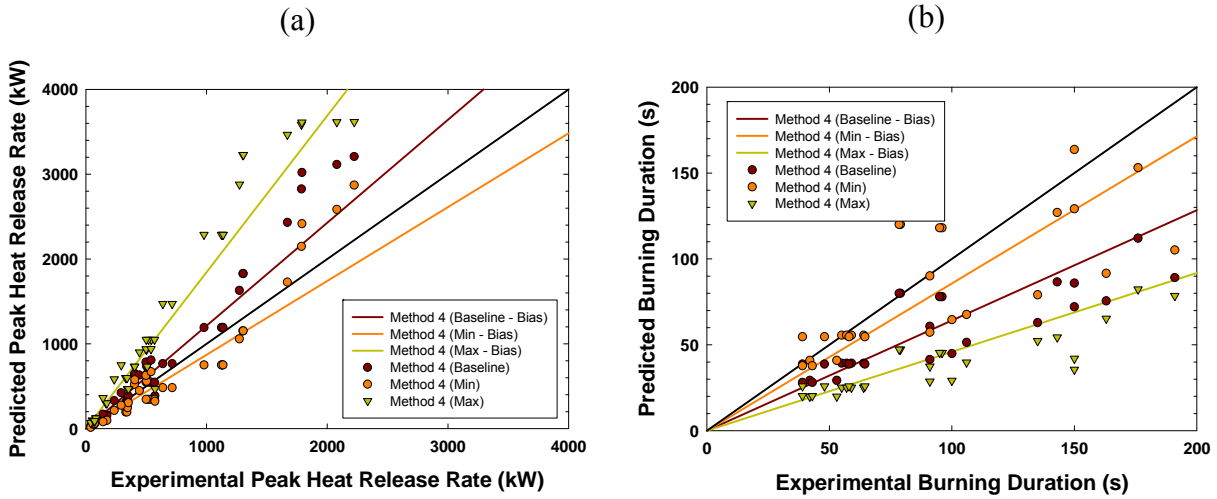 (a)
(b)
Predicted Peak Heat Release Rate (kW)
4000
3000
2000
1000
0
0
1000
2000
3000
4000
Experimental Peak Heat Release Rate (kW)
Method 4 (Baseline - Bias)
Method 4 (Min - Bias)
Method 4 (Max - Bias)
Method 4 (Baseline)
Method 4 (Min)
Method 4 (Max)
Predicted Burning Duration (s)
200
150
100
50
0
0
50
100
150
200
Experimental Burning Duration (s)
Method 4 (Baseline - Bias)
Method 4 (Min - Bias)
Method 4 (Max - Bias)
Method 4 (Baseline)
Method 4 (Min)
Method 4 (Max)